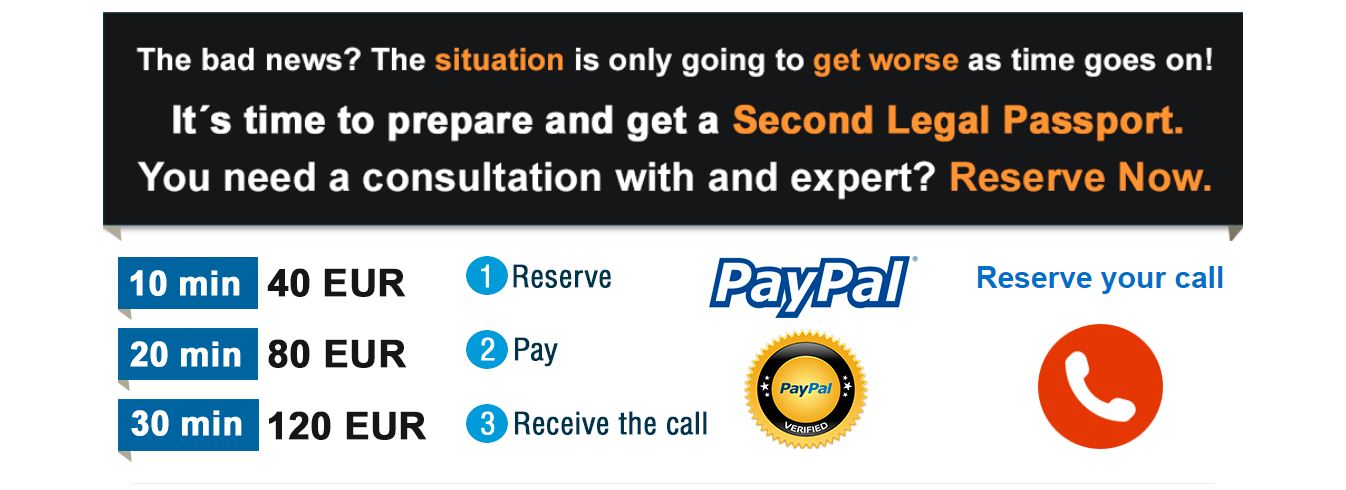 The bad news? The situation is only going to get worse as time goes on!
It´s time to prepare and get a Second Legal Passport.
You need a consultation with and expert? Reserve Now.
10 min 40 EUR
20 min 80 EUR
30 min 120 EUR
1 Reserve
2 Pay
3 Receive the call
PayPal®
PayPal
VERIFIED
Reserve your call